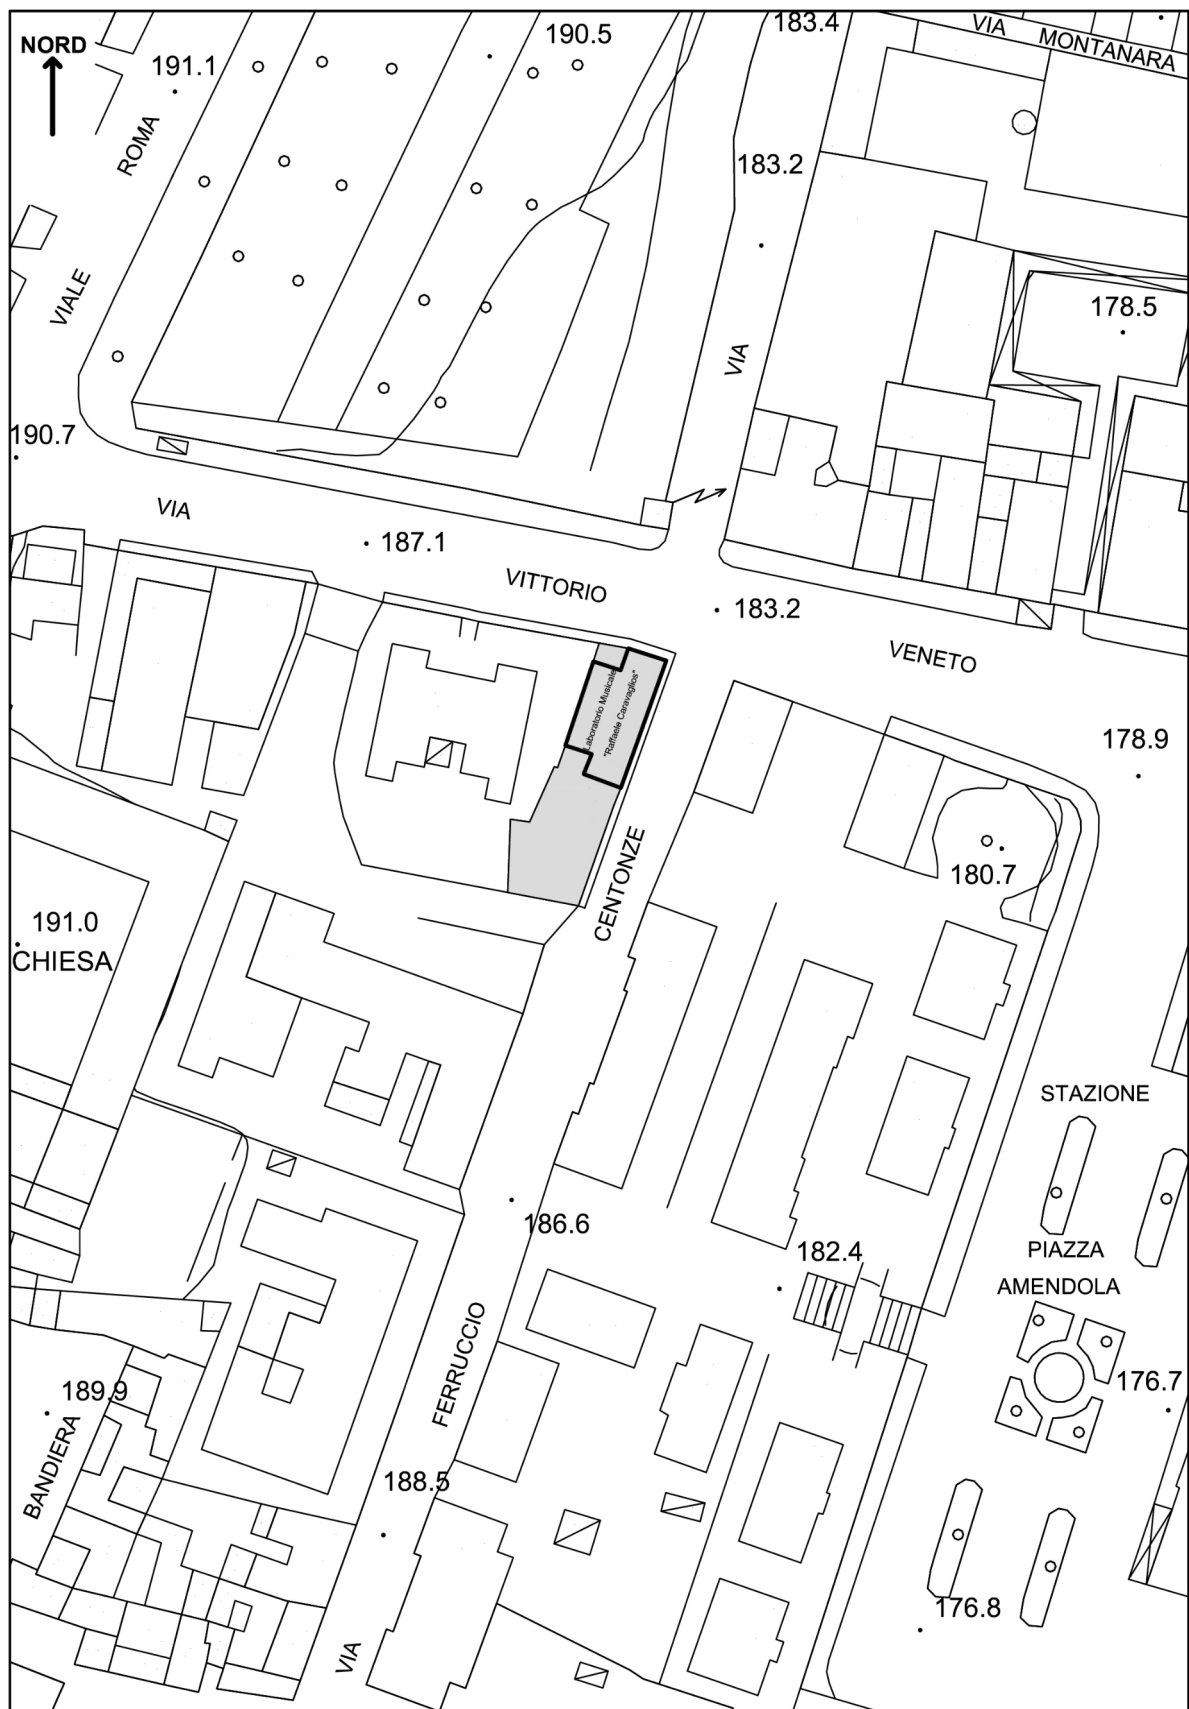 NORD
190.5
183.4
VIA
MONTANARA
191.1
ROMA
183.2
VIALE
178.5
VIA
190.7
VIA
187.1
VITTORIO
183.2
VENETO
"Laboratorio Musicale
"Raffaele Caravaglios"
178.9
CENTONZE
180.7
191.0
CHIESA
STAZIONE
186.6
182.4
PIAZZA
AMENDOLA
FERRUCCIO
189.9
176.7
BANDIERA
188.5
176.8
VIA